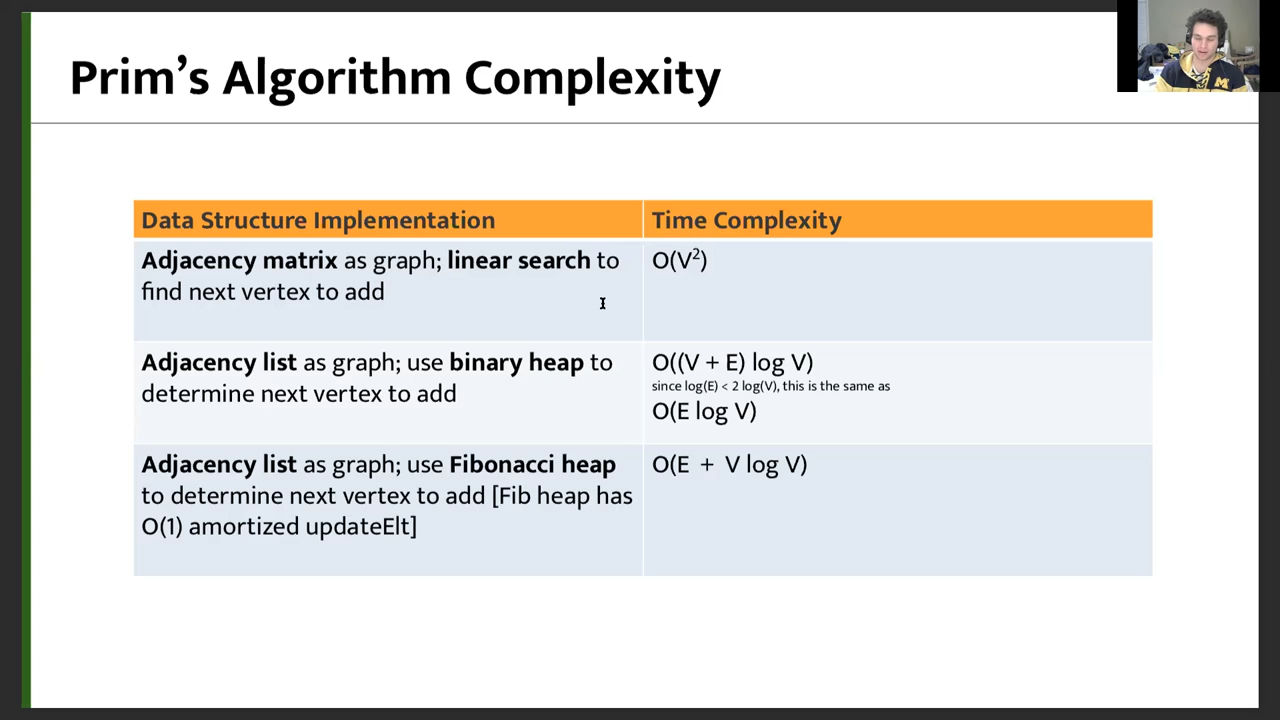 Prim’s Algorithm Complexity
M
Data Structure Implementation
Time Complexity
Adjacency matrix as graph; linear search to
find next vertex to add
O(V²)
Adjacency list as graph; use binary heap to
determine next vertex to add
O((V + E) log V)
since log(E) < 2 log(V), this is the same as
O(E log V)
Adjacency list as graph; use Fibonacci heap
to determine next vertex to add [Fib heap has
O(1) amortized updateElt]
O(E + V log V)